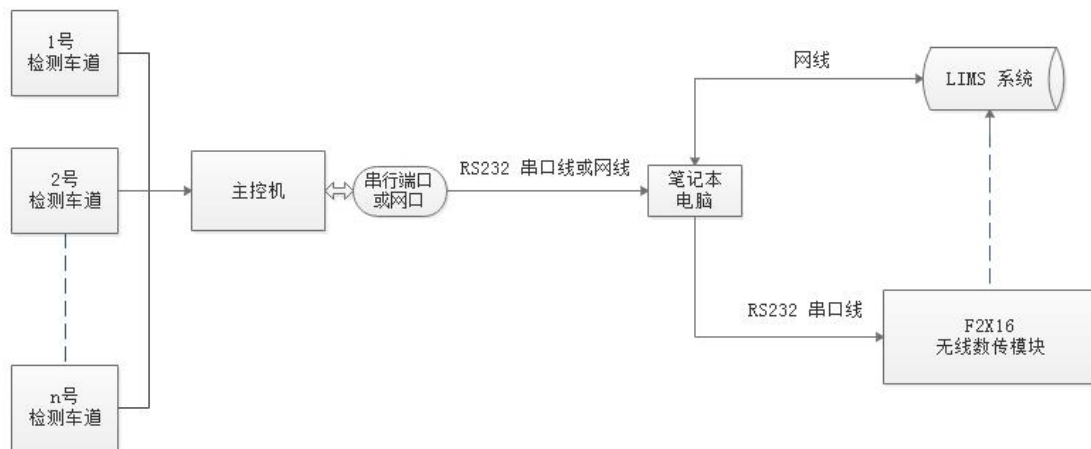 1号
检测车道
2号
检测车道
n号
检测车道
主控机
串行端口
或网口
RS232 串口线或网线
笔记本
电脑
网线
LIMS 系统
RS232 串口线
F2X16
无线数传模块